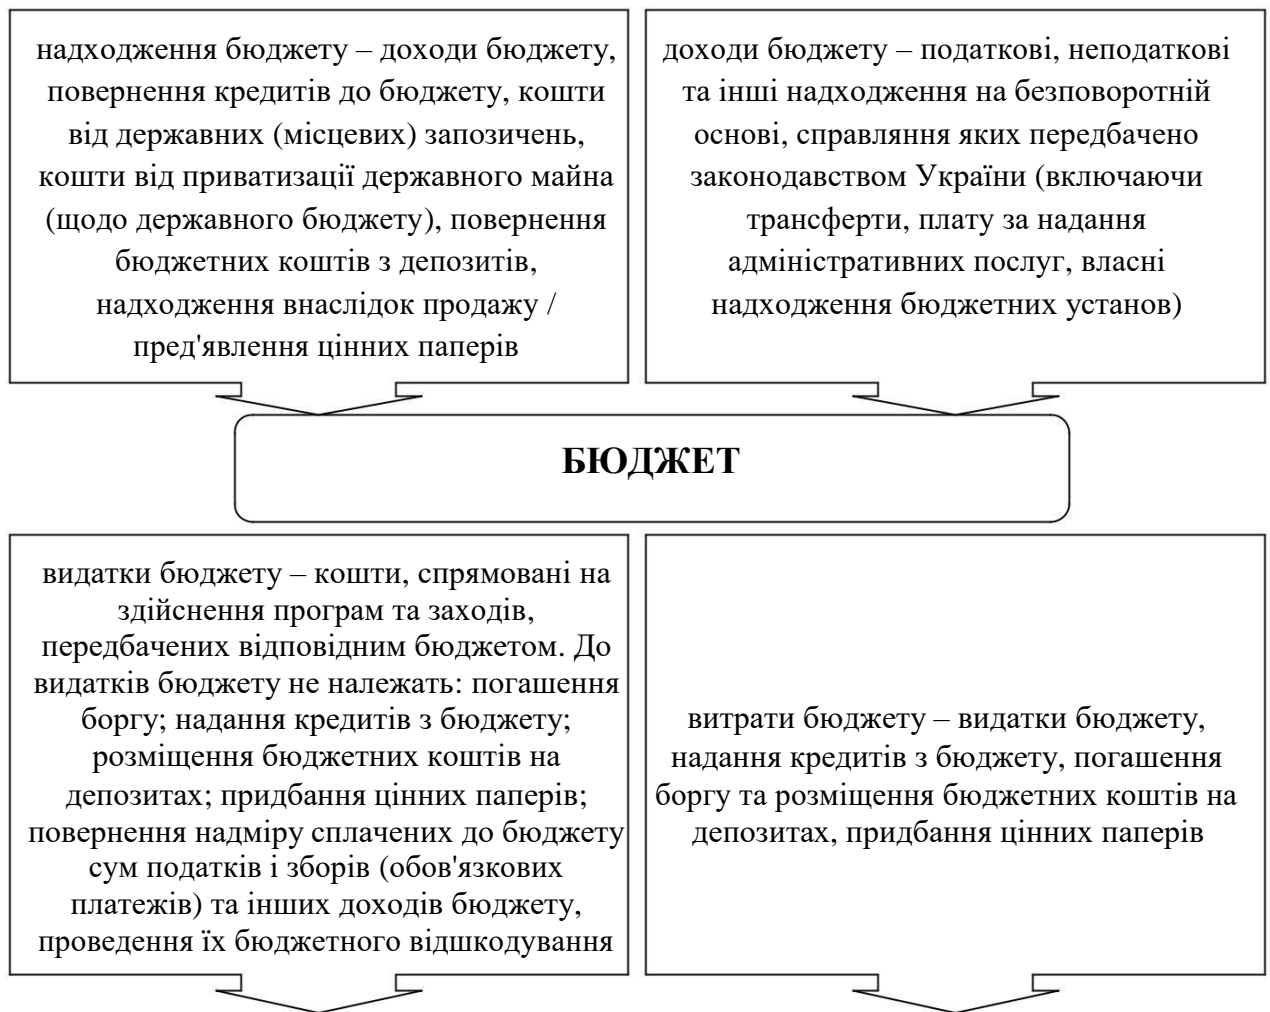 надходження бюджету – доходи бюджету,
повернення кредитів до бюджету, кошти
від державних (місцевих) запозичень,
кошти від приватизації державного майна
(щодо державного бюджету), повернення
бюджетних коштів з депозитів,
надходження внаслідок продажу /
пред'явлення цінних паперів
доходи бюджету – податкові, неподаткові
та інші надходження на безповоротній
основі, справляння яких передбачено
законодавством України (включаючи
трансферти, плату за надання
адміністративних послуг, власні
надходження бюджетних установ)
БЮДЖЕТ
видатки бюджету – кошти, спрямовані на
здійснення програм та заходів,
передбачених відповідним бюджетом. До
видатків бюджету не належать: погашення
боргу; надання кредитів з бюджету;
розміщення бюджетних коштів на
депозитах; придбання цінних паперів;
повернення надміру сплачених до бюджету
сум податків і зборів (обов'язкових
платежів) та інших доходів бюджету,
проведення їх бюджетного відшкодування
витрати бюджету – видатки бюджету,
надання кредитів з бюджету, погашення
боргу та розміщення бюджетних коштів на
депозитах, придбання цінних паперів